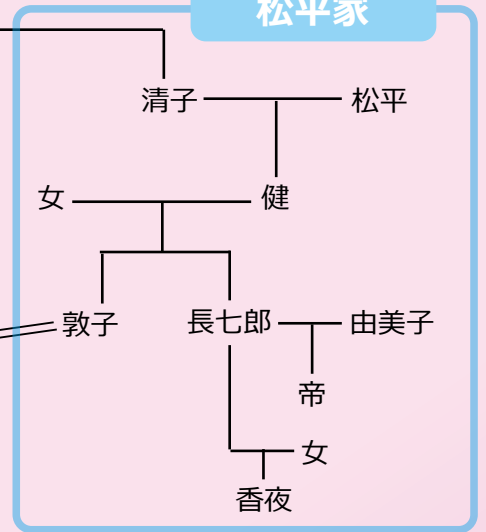 松平家
清子 松平
女 健
敦子 長七郎 由美子
帝
女
香夜